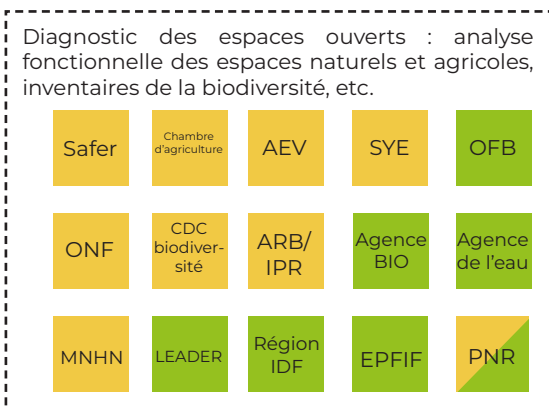 Diagnostic des espaces ouverts : analyse
fonctionnelle des espaces naturels et agricoles,
inventaires de la biodiversité, etc.
Safer
Chambre
d'agriculture
AEV
SYE
OFB
ONF
CDC
biodiver-
sité
ARB/
IPR
Agence
BIO
Agence
de l'eau
MNHN
LEADER
Région
IDF
EPFIF
PNR